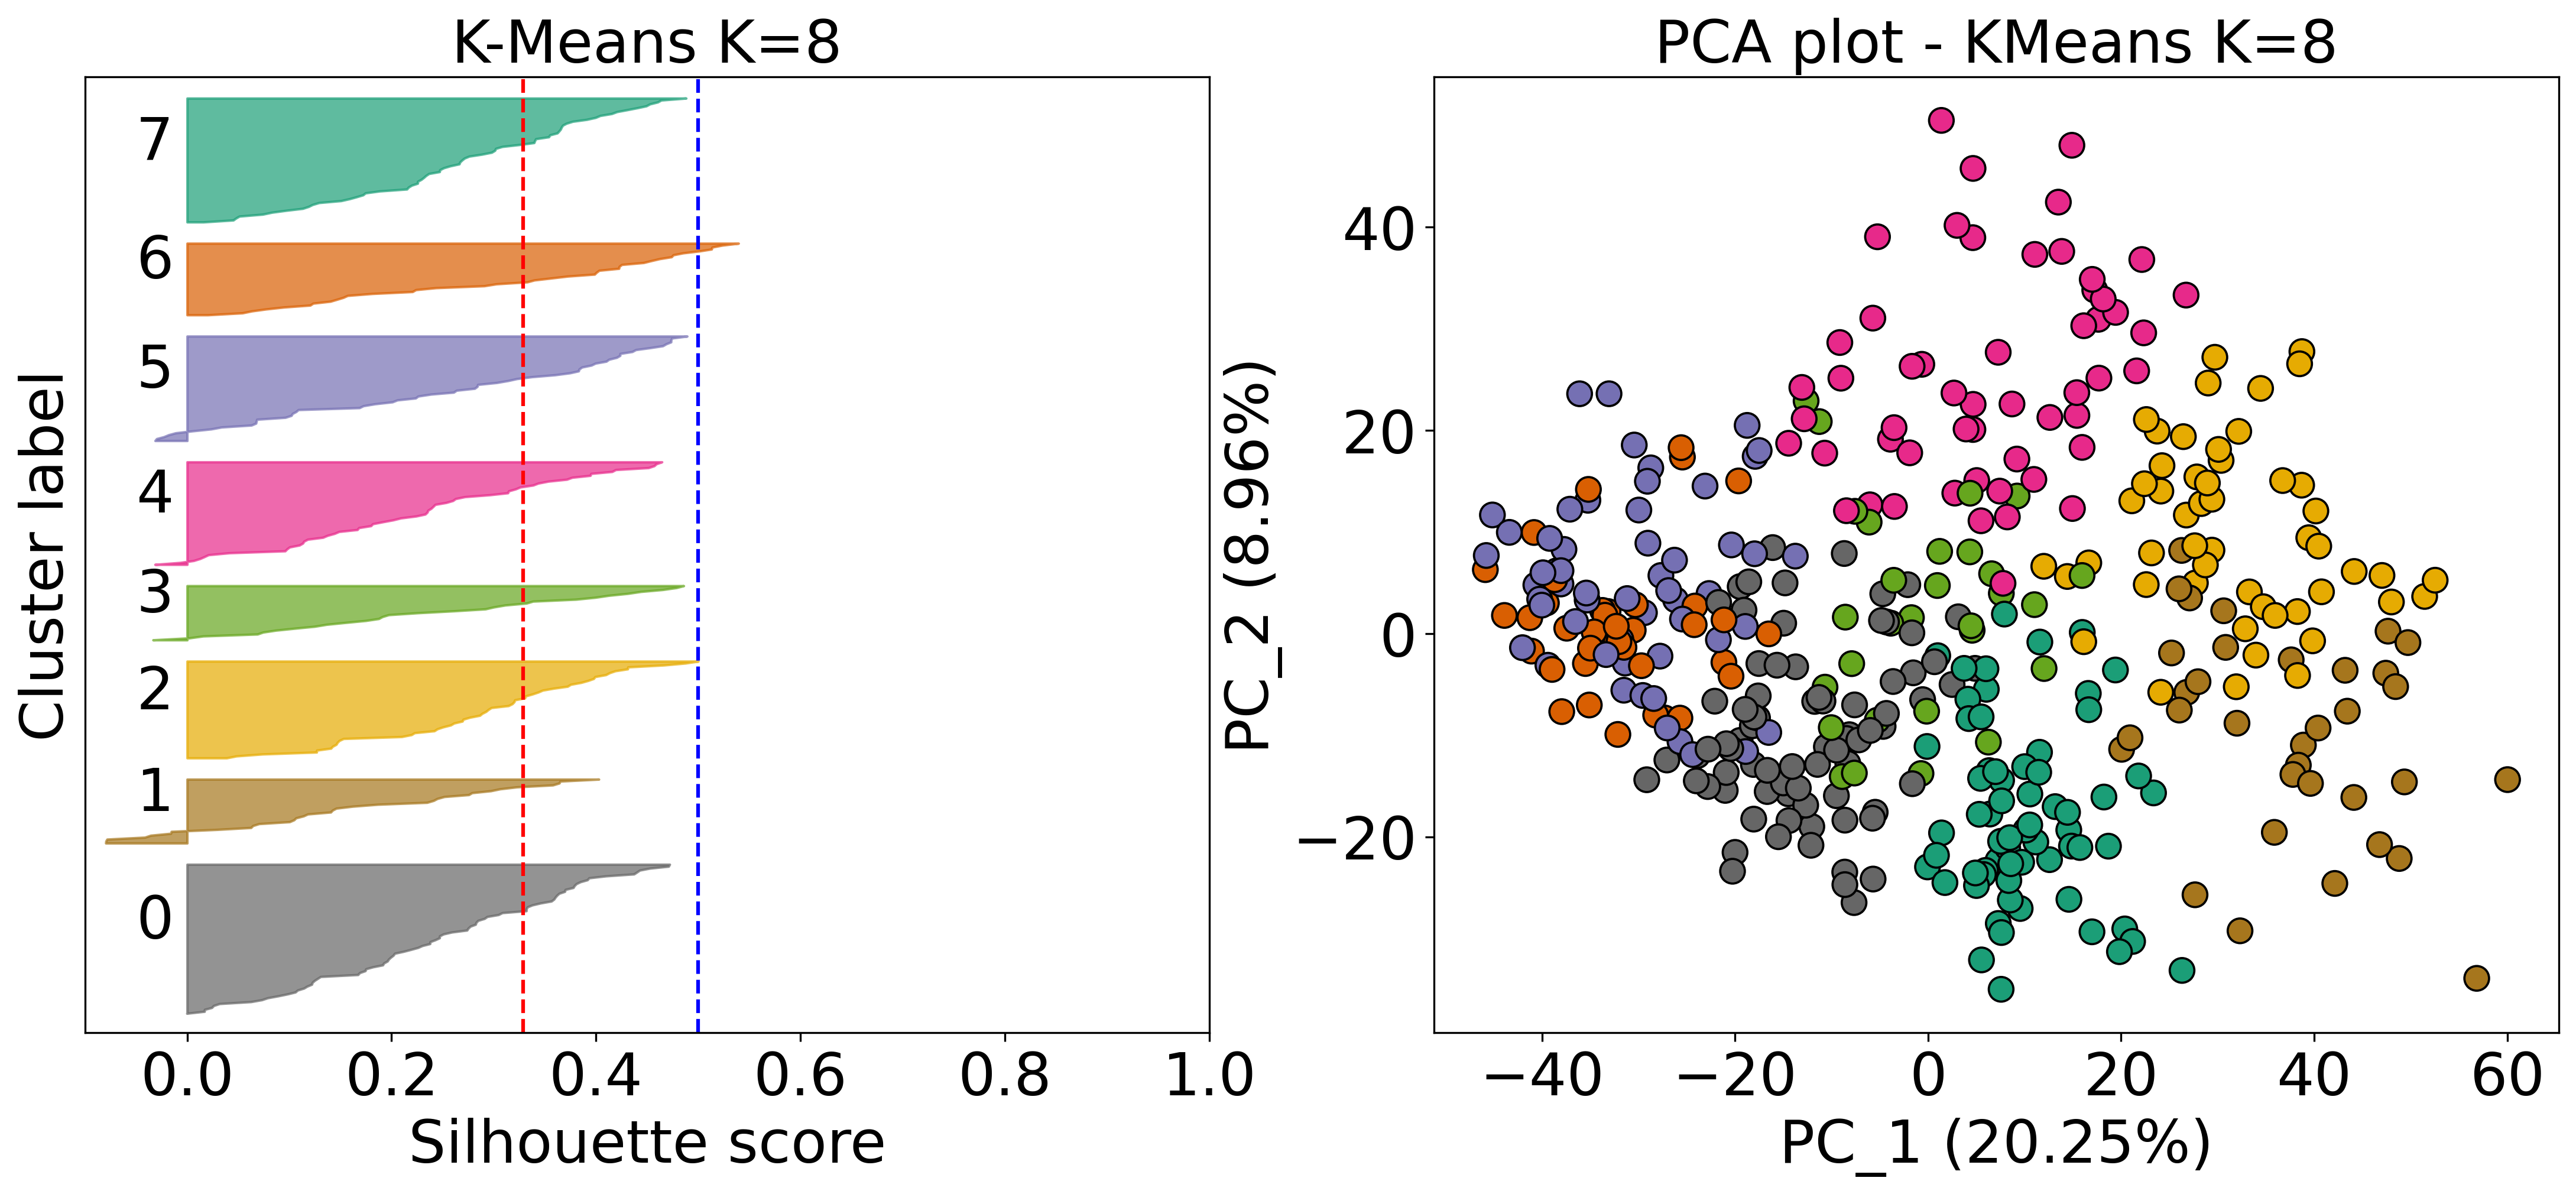 K-Means K=8
Cluster label
7
6
5
4
3
2
1
0
0.0 0.2 0.4 0.6 0.8 1.0
Silhouette score
PCA plot - KMeans K=8
PC_2 (8.96%)
40
20
0
−20
−40 −20 0 20 40 60
PC_1 (20.25%)